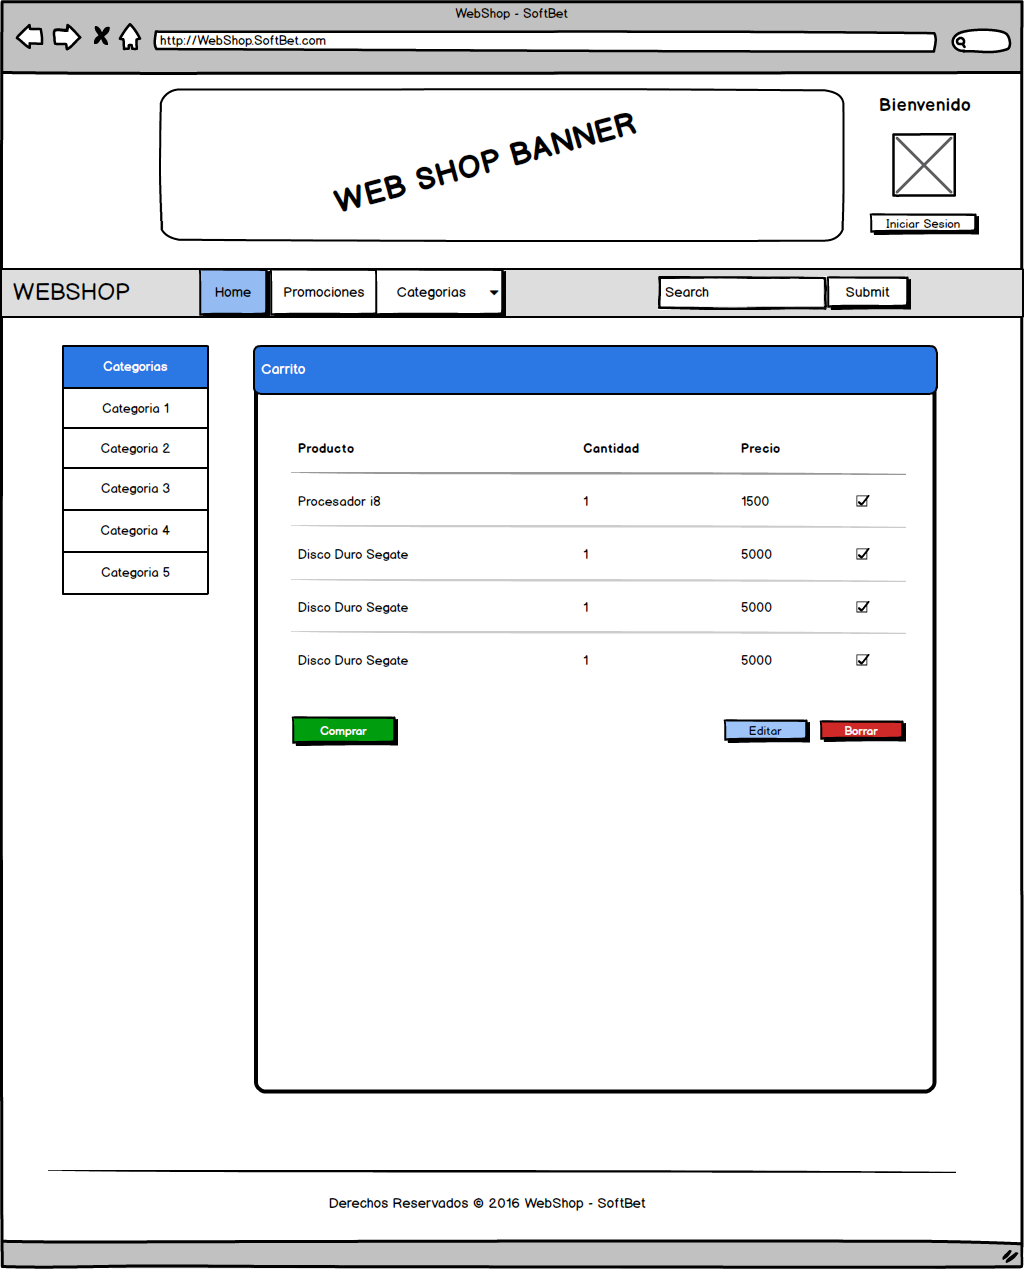 WebShop - SoftBet
http://WebShop.SoftBet.com
WEB SHOP BANNER
Bienvenido
Iniciar Sesion
WEBSHOP
Home
Promociones
Categorias
Search
Submit
Categorias
Categoria 1
Categoria 2
Categoria 3
Categoria 4
Categoria 5
Carrito
Producto Cantidad Precio
Procesador i8 1 1500
Disco Duro Segate 1 5000
Disco Duro Segate 1 5000
Disco Duro Segate 1 5000
Comprar
Editar
Borrar
Derechos Reservados © 2016 WebShop - SoftBet